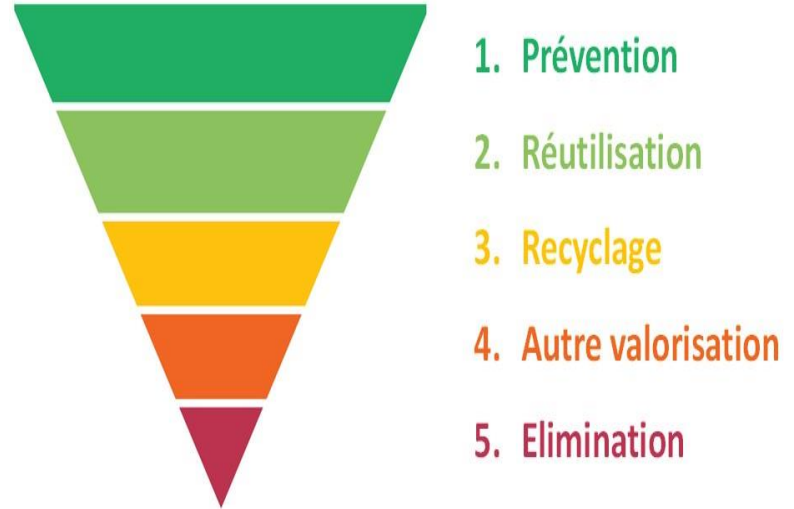 1. Prévention
2. Réutilisation
3. Recyclage
4. Autre valorisation
5. Elimination